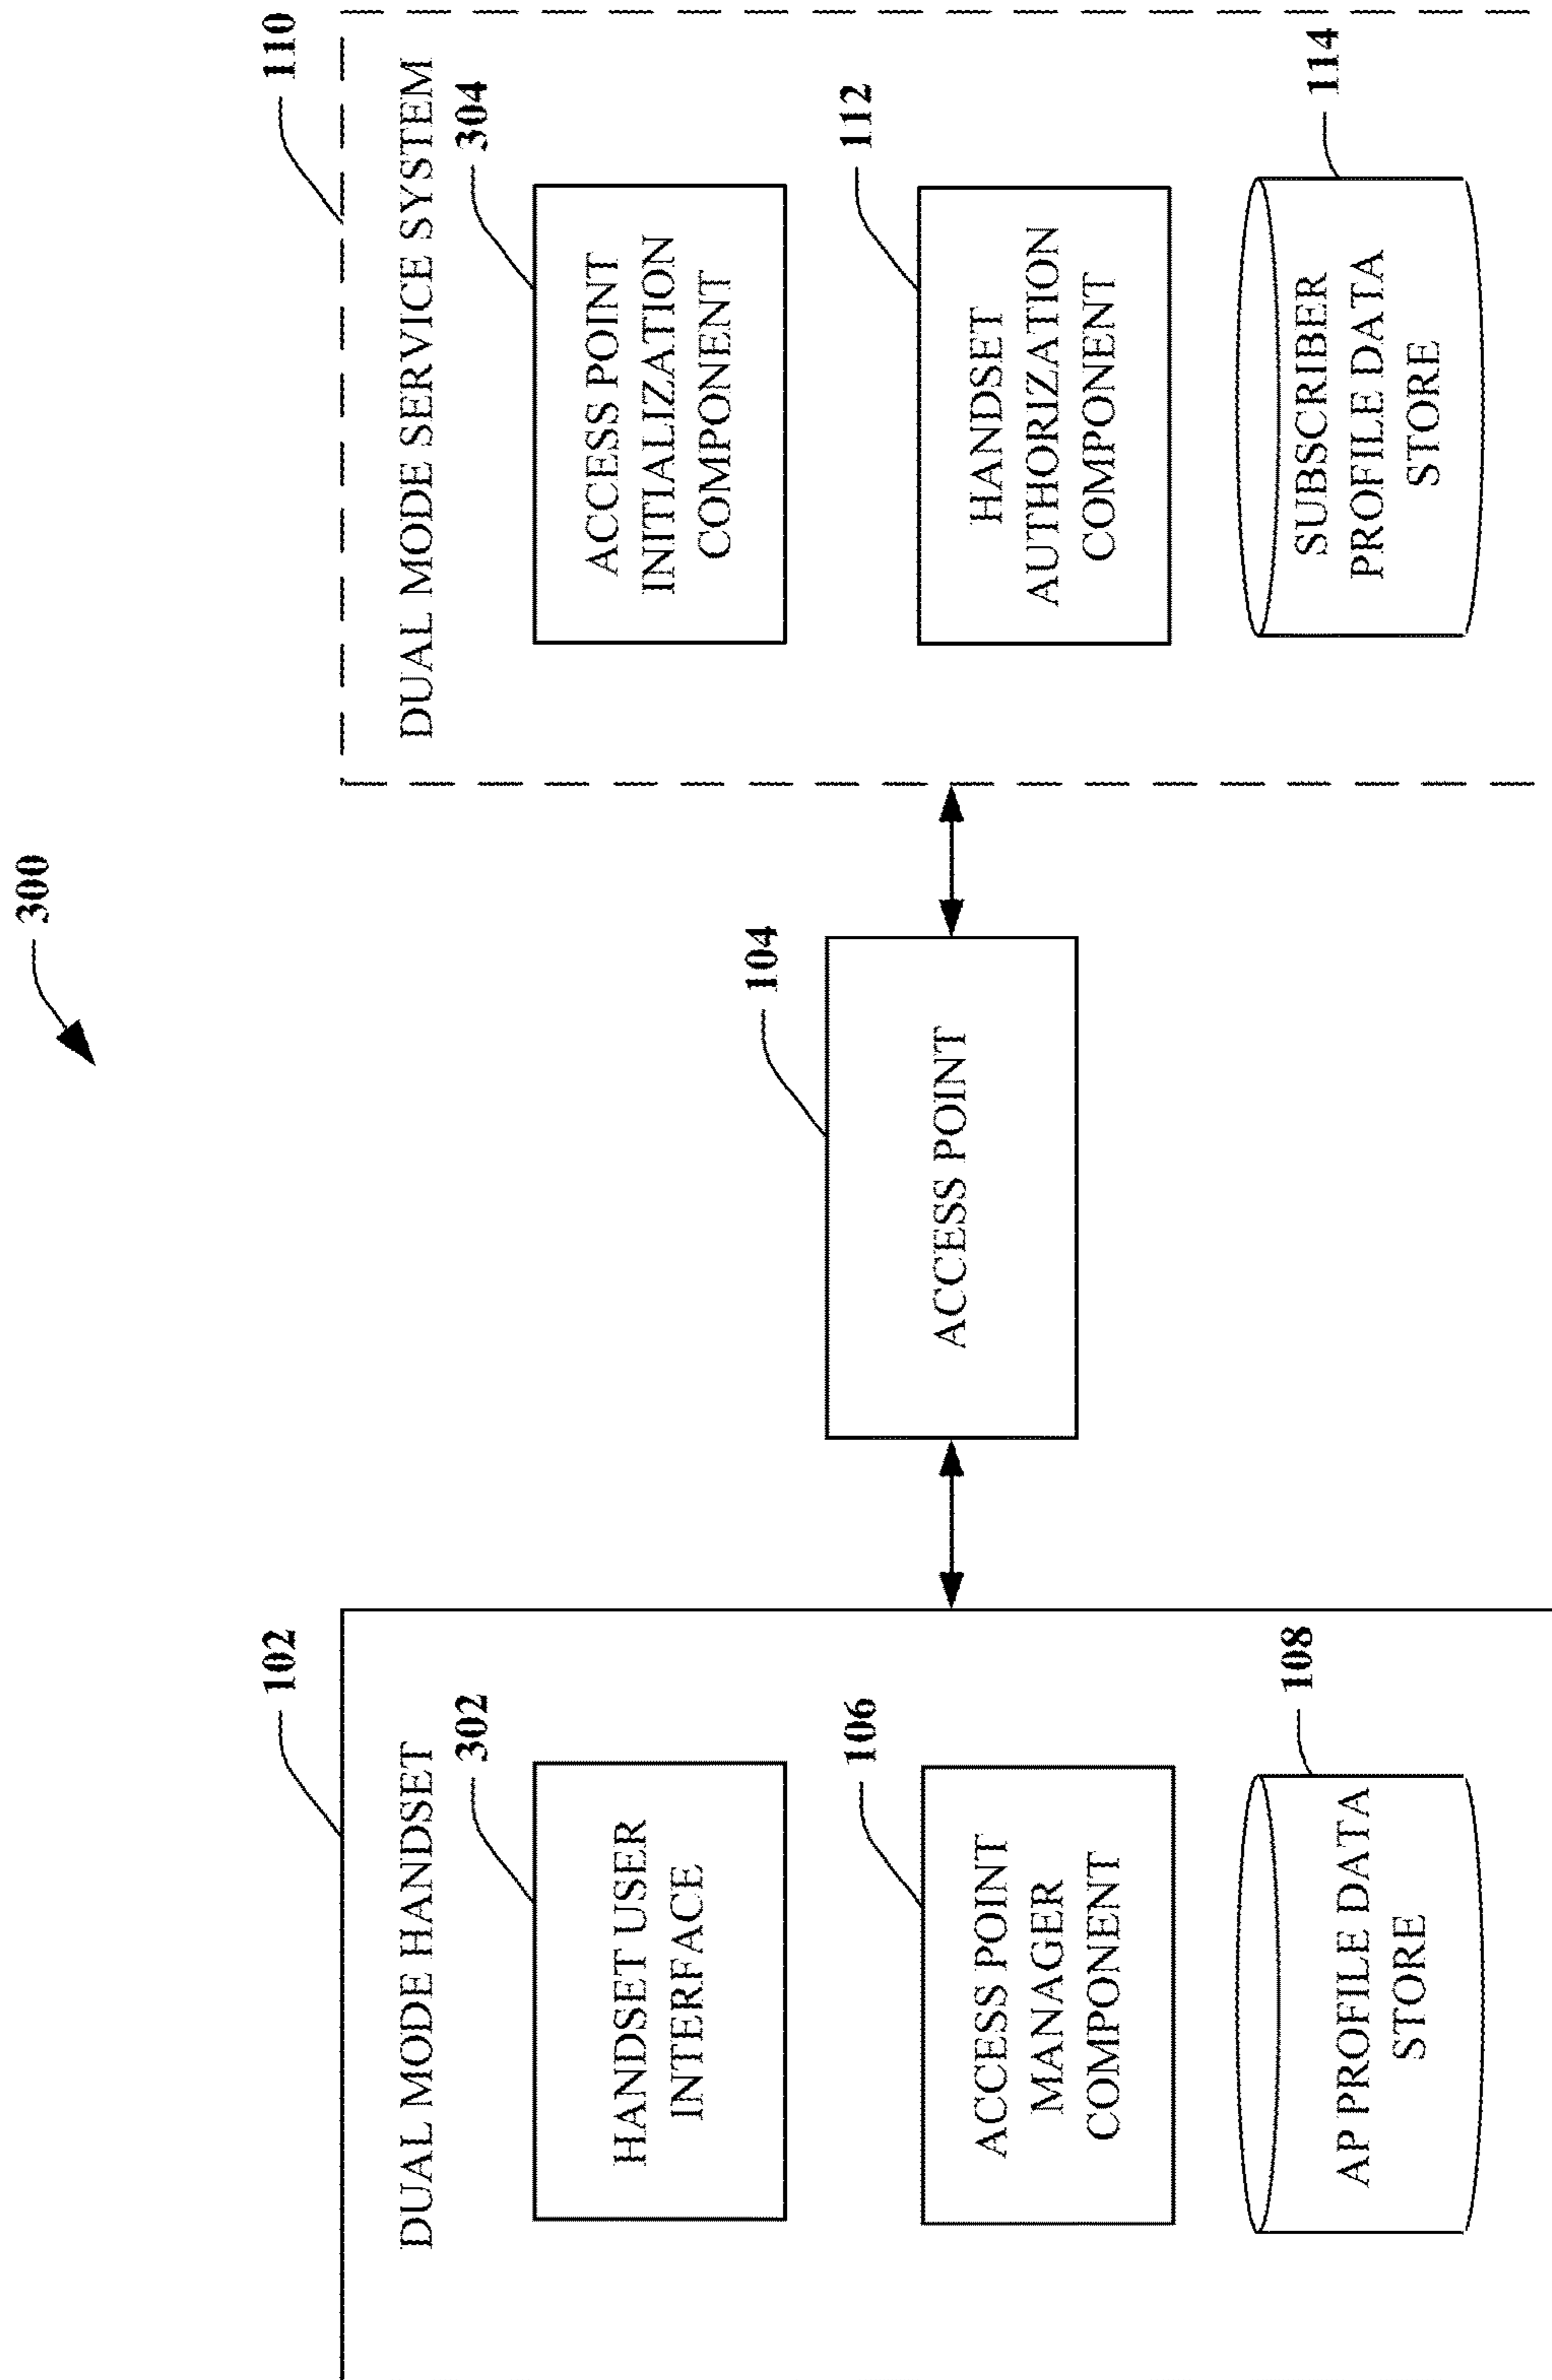 300
102
DUAL MODE HANDSET
302
HANDSET USER
INTERFACE
106
ACCESS POINT
MANAGER
COMPONENT
108
AP PROFILE DATA
STORE
104
ACCESS POINT
110
DUAL MODE SERVICE SYSTEM
304
ACCESS POINT
INITIALIZATION
COMPONENT
112
HANDSET
AUTHORIZATION
COMPONENT
114
SUBSCRIBER
PROFILE DATA
STORE